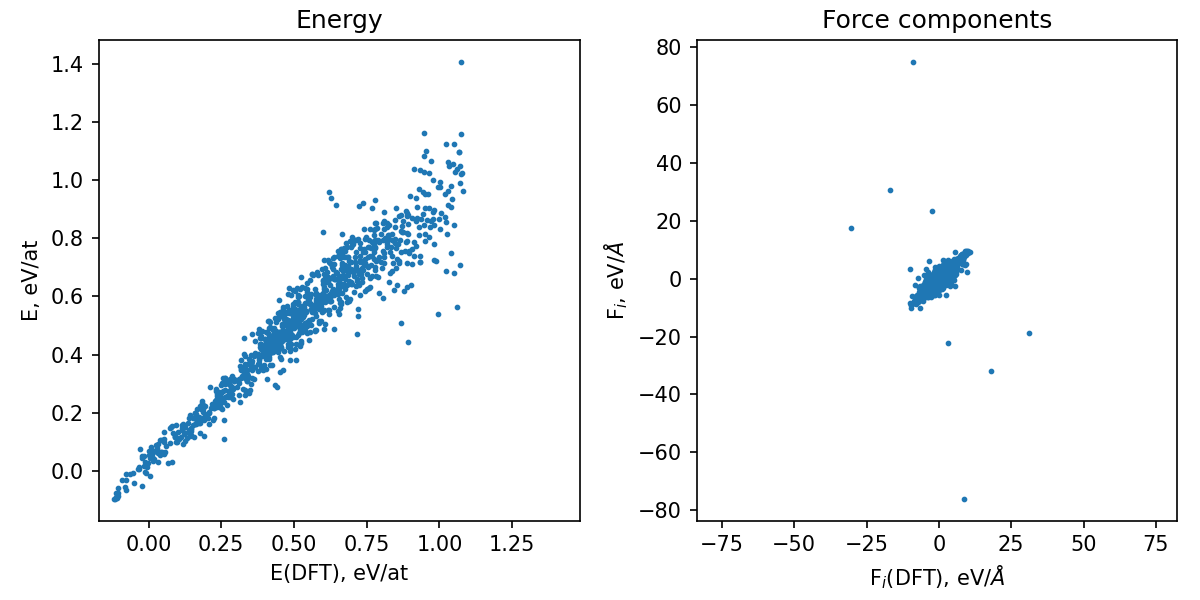 Energy
1.4
1.2
1.0
0.8
0.6
0.4
0.2
0.0
E, eV/at
0.00 0.25 0.50 0.75 1.00 1.25
E(DFT), eV/at
Force components
80
60
40
20
0
−20
−40
−60
−80
Fᵢ, eV/Å
−75 −50 −25 0 25 50 75
Fᵢ(DFT), eV/Å